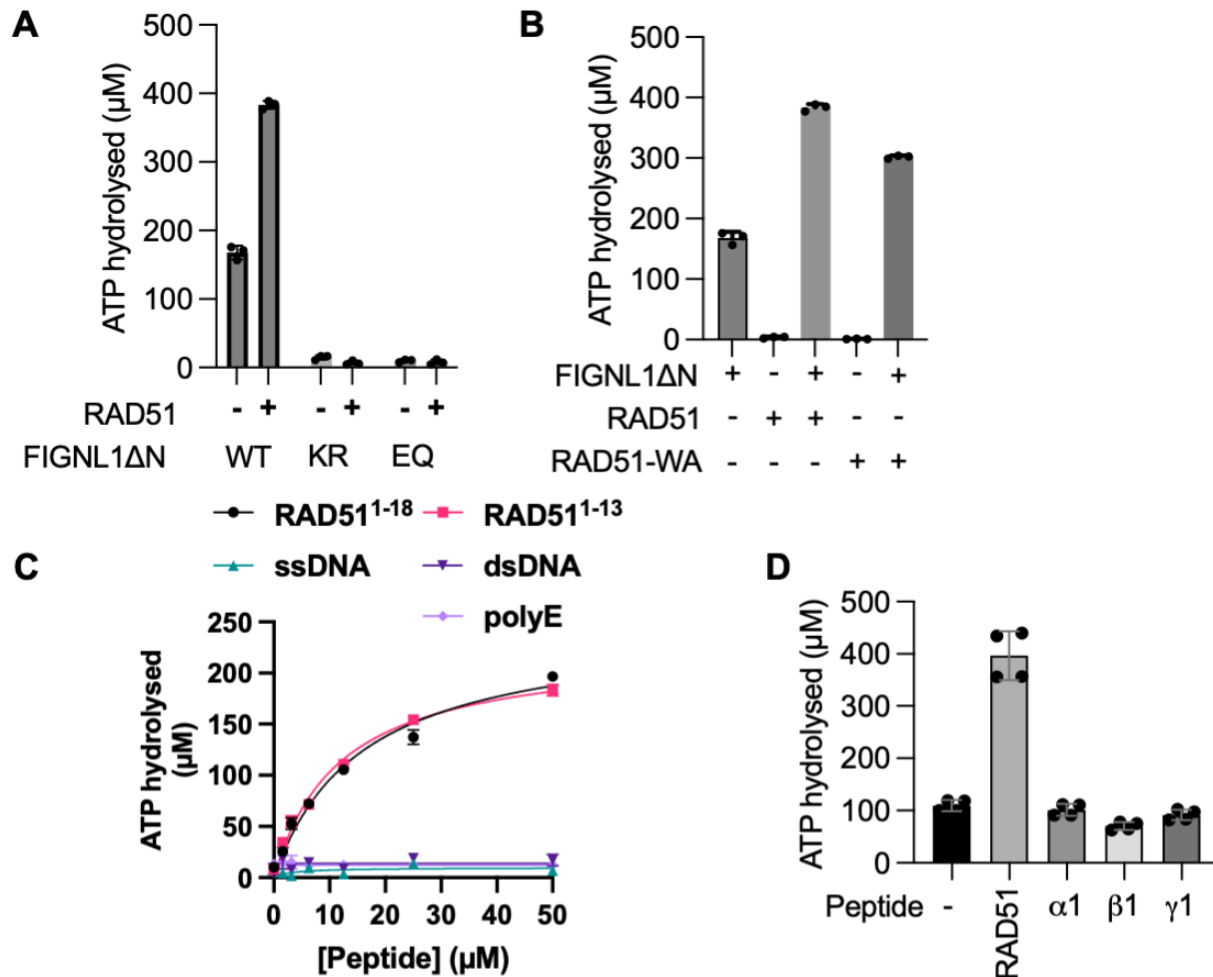 A
500
400
300
200
100
0
ATP hydrolysed (µM)
RAD51 - + - + - +
FIGNL1ΔN WT KR EQ
B
500
400
300
200
100
0
ATP hydrolysed (µM)
FIGNL1ΔN + - + - +
RAD51 - + + - -
RAD51-WA - - - + +
C
RAD51¹⁻¹⁸ RAD51¹⁻¹³
ssDNA dsDNA
polyE
250
200
150
100
50
0
ATP hydrolysed
(µM)
0 10 20 30 40 50
[Peptide] (µM)
D
500
400
300
200
100
0
ATP hydrolysed (µM)
Peptide - RAD51 α1 β1 γ1